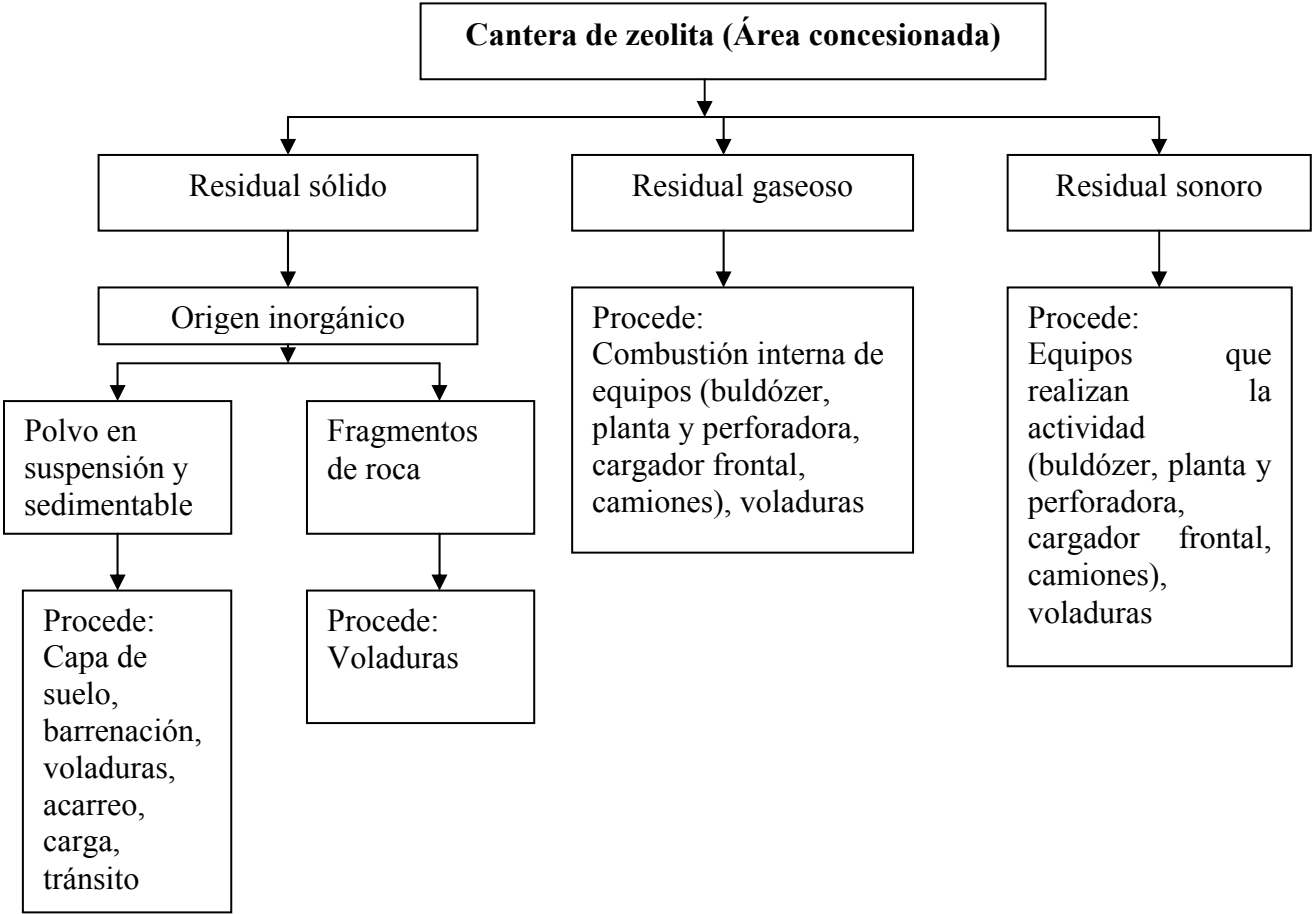 Cantera de zeolita (Área concesionada)
Residual sólido
Residual gaseoso
Residual sonoro
Origen inorgánico
Procede:
Combustión interna de
equipos (buldózer,
planta y perforadora,
cargador frontal,
camiones), voladuras
Procede:
Equipos que
realizan la
actividad
(buldózer, planta y
perforadora,
cargador frontal,
camiones),
voladuras
Polvo en
suspensión y
sedimentable
Fragmentos
de roca
Procede:
Capa de
suelo,
barrenación,
voladuras,
acarreo,
carga,
tránsito
Procede:
Voladuras